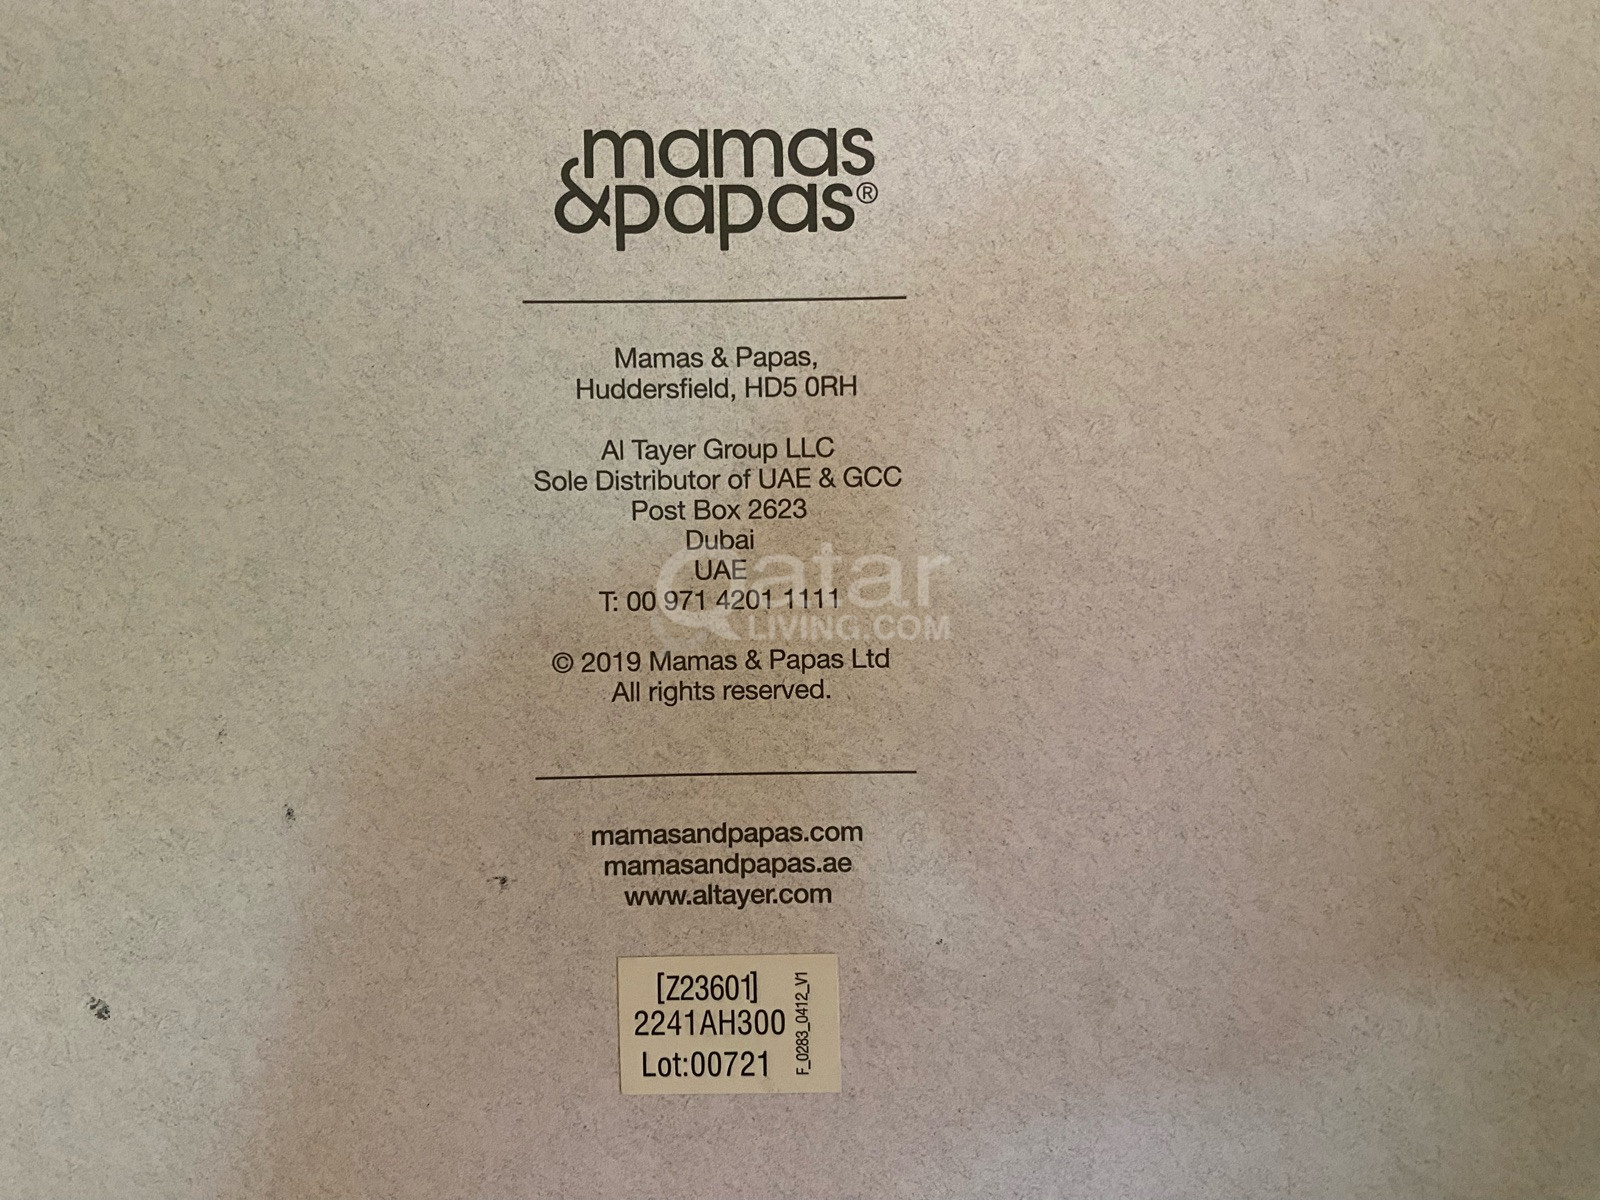 mamas
&papas®
Mamas & Papas,
Huddersfield, HD5 0RH
Al Tayer Group LLC
Sole Distributor of UAE & GCC
Post Box 2623
Dubai
UAE
T: 00 971 4201 1111
© 2019 Mamas & Papas Ltd
All rights reserved.
mamasandpapas.com
mamasandpapas.ae
www.altayer.com
[Z23601]
2241AH300
Lot:00721
F_0283_0412_V1
Qatar
LIVING.COM